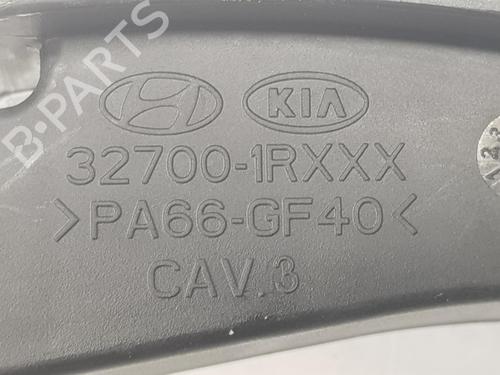 B-PARTS
KIA
32700-1RXXX
>PA66-GF40<
CAV.3